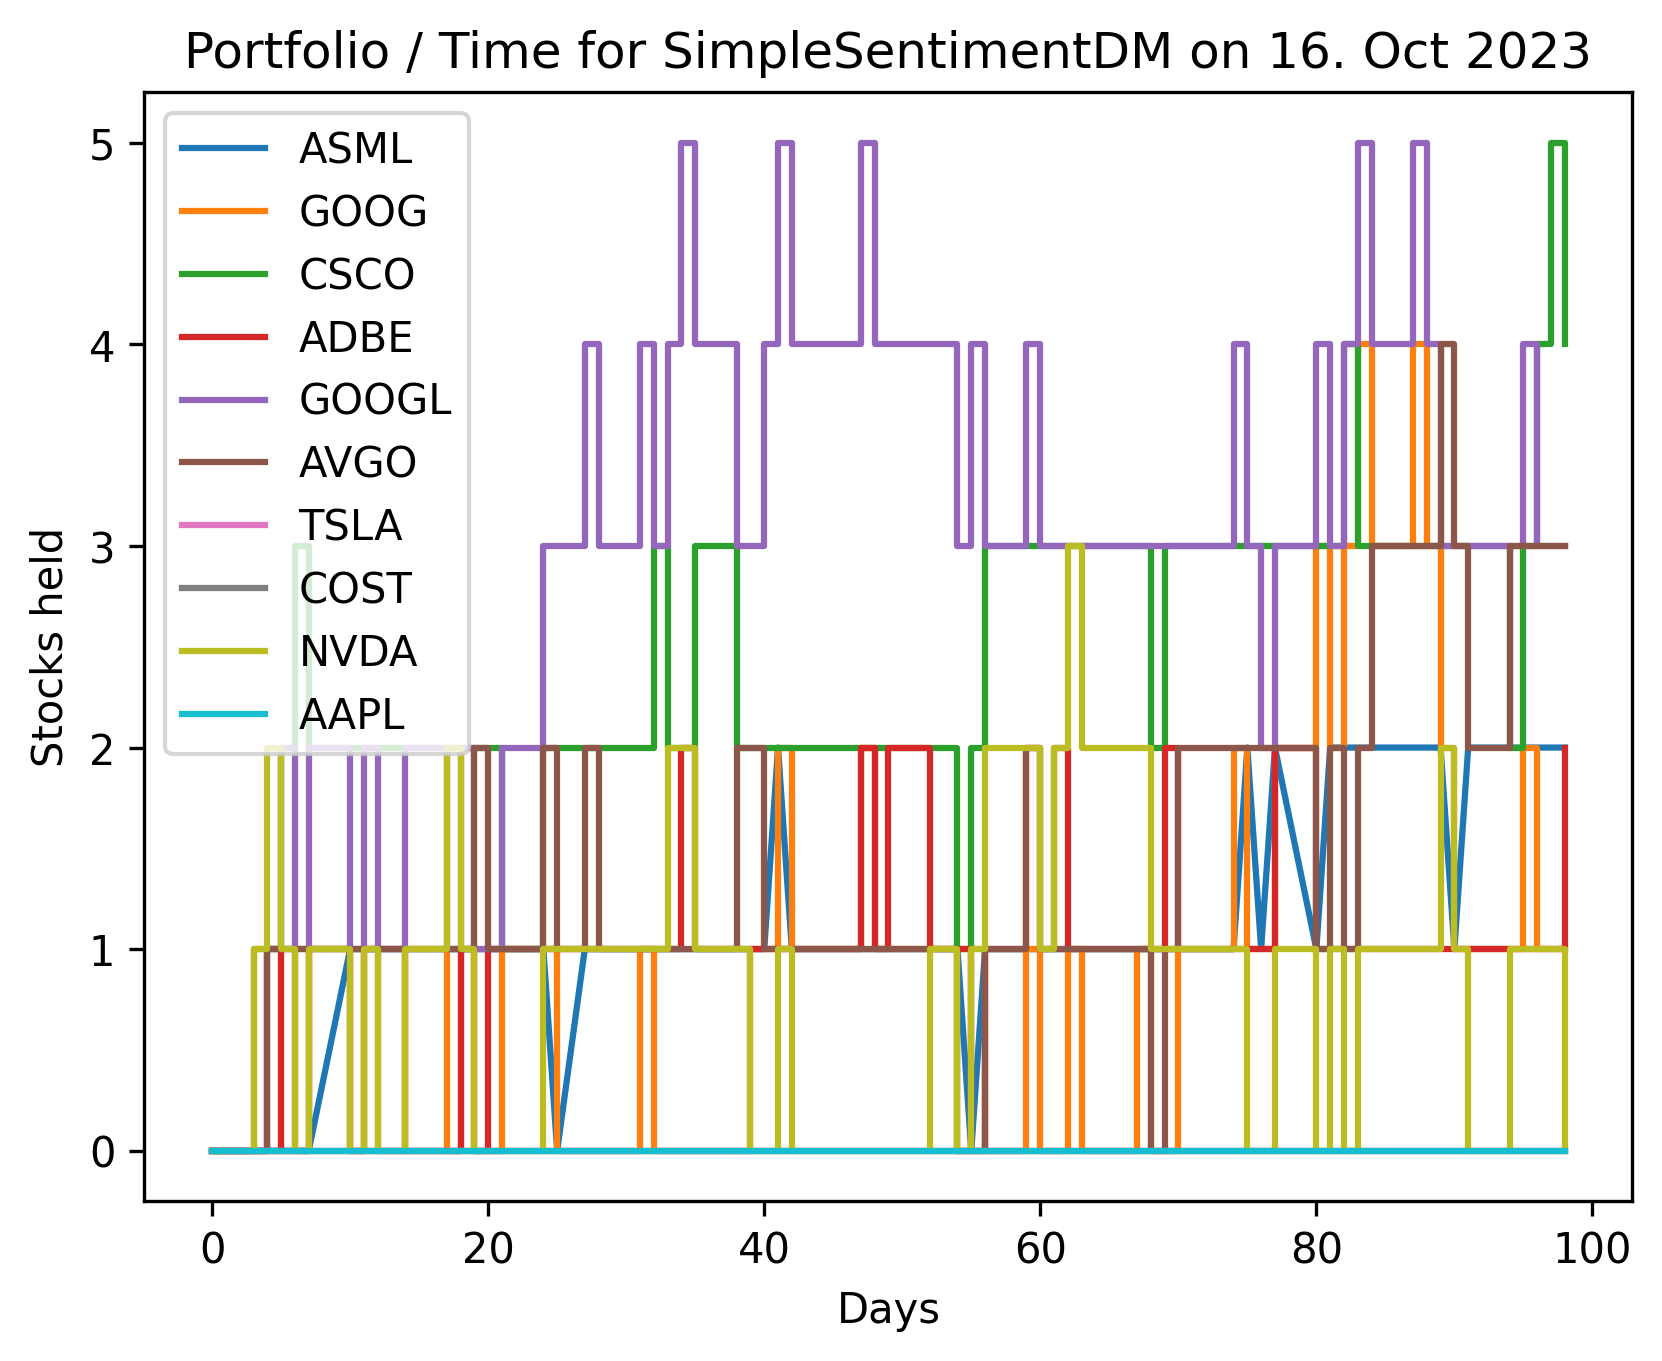 Portfolio / Time for SimpleSentimentDM on 16. Oct 2023
5
4
3
2
1
0
Stocks held
ASML
GOOG
CSCO
ADBE
GOOGL
AVGO
TSLA
COST
NVDA
AAPL
0 20 40 60 80 100
Days